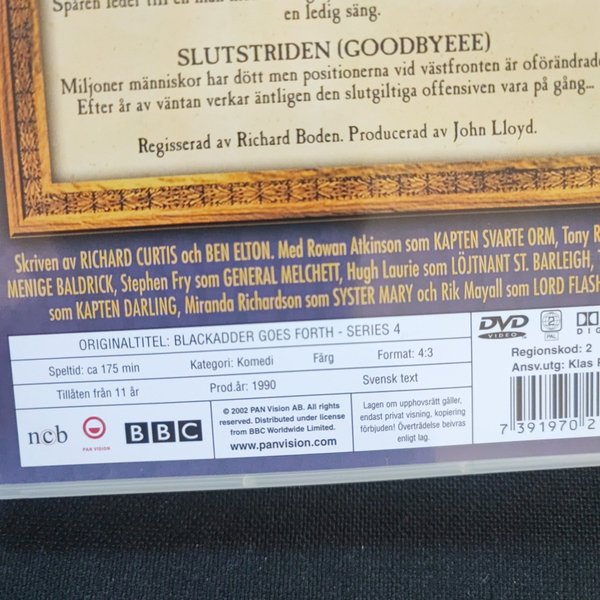 Spåren leder till en man
en ledig säng.
SLUTSTRIDEN (GOODBYEEE)
Miljoner människor har dött men positionerna vid västfronten är oförändrade
Efter år av väntan verkar äntligen den slutgiltiga offensiven vara på gång...
Regisserad av Richard Boden. Producerad av John Lloyd.
Skriven av RICHARD CURTIS och BEN ELTON. Med Rowan Atkinson som KAPTEN SVARTE ORM, Tony R
MENIGE BALDRICK, Stephen Fry som GENERAL MELCHETT, Hugh Laurie som LÖJTNANT ST. BARLEIGH, T
som KAPTEN DARLING, Miranda Richardson som SYSTER MARY och Rik Mayall som LORD FLASH
ORIGINALTITEL: BLACKADDER GOES FORTH - SERIES 4
Speltid: ca 175 min Kategori: Komedi Färg Format: 4:3
Tillåten från 11 år Prod.år: 1990 Svensk text
DVD VIDEO 2 PAL DIG
Regionskod: 2
Ansv.utg: Klas
ncb PAN VISION BBC
© 2002 PAN Vision AB. All rights
reserved. Distributed under license
from BBC Worldwide Limited.
www.panvision.com
Lagen om upphovsrätt gäller,
endast privat visning, kopiering
förbjuden! Överträdelse beivras
enligt lag.
7 391970 2